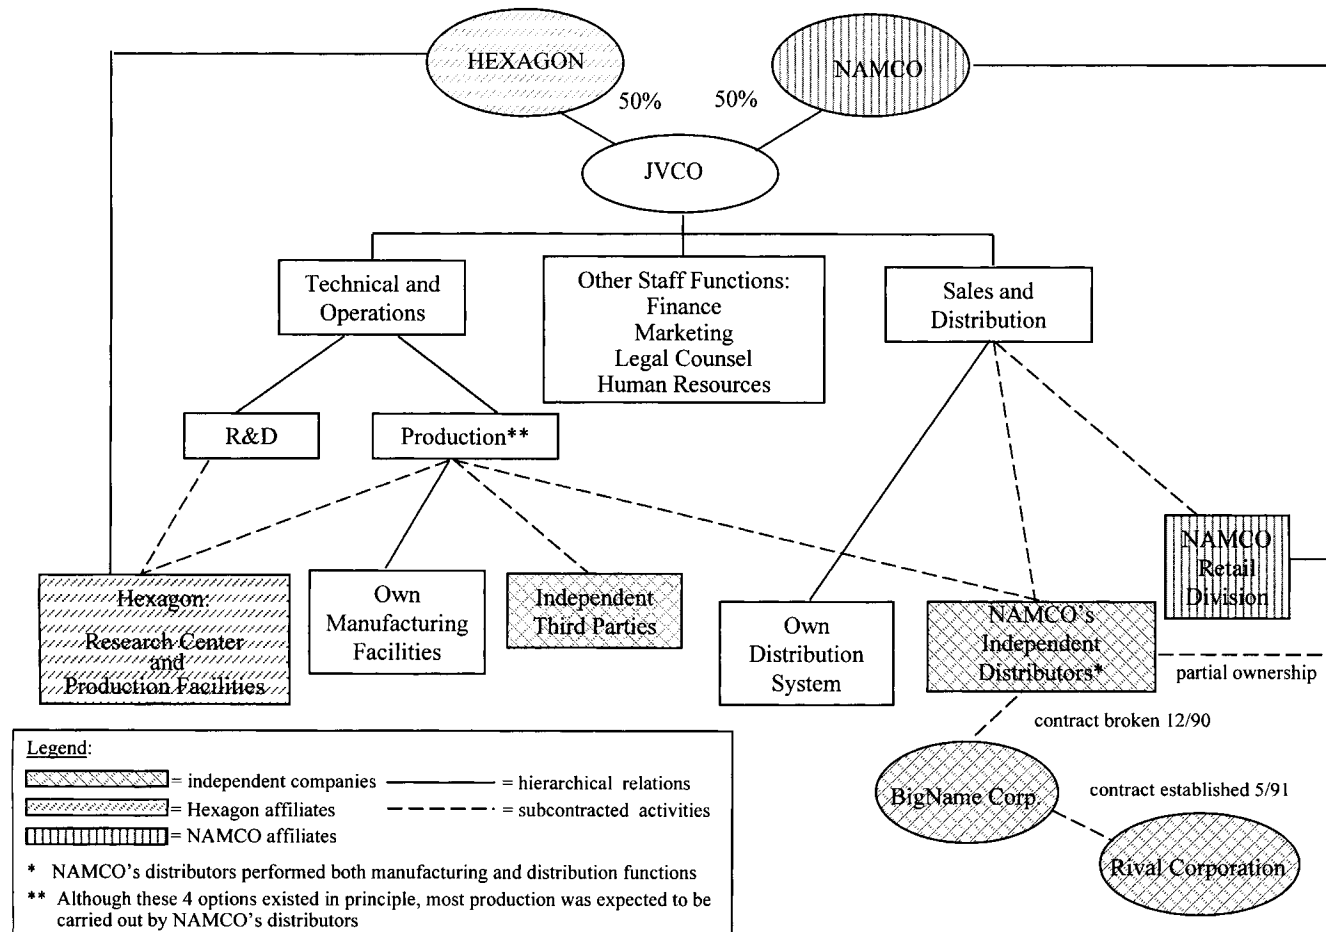 HEXAGON
NAMCO
50%
50%
JVCO
Technical and
Operations
Other Staff Functions:
Finance
Marketing
Legal Counsel
Human Resources
Sales and
Distribution
R&D
Production**
Hexagon:
Research Center
and
Production Facilities
Own
Manufacturing
Facilities
Independent
Third Parties
Own
Distribution
System
NAMCO's
Independent
Distributors*
NAMCO
Retail
Division
partial ownership
contract broken 12/90
BigName Corp.
contract established 5/91
Rival Corporation
Legend:
= independent companies
= hierarchical relations
= Hexagon affiliates
= subcontracted activities
= NAMCO affiliates
* NAMCO's distributors performed both manufacturing and distribution functions
** Although these 4 options existed in principle, most production was expected to be
carried out by NAMCO's distributors